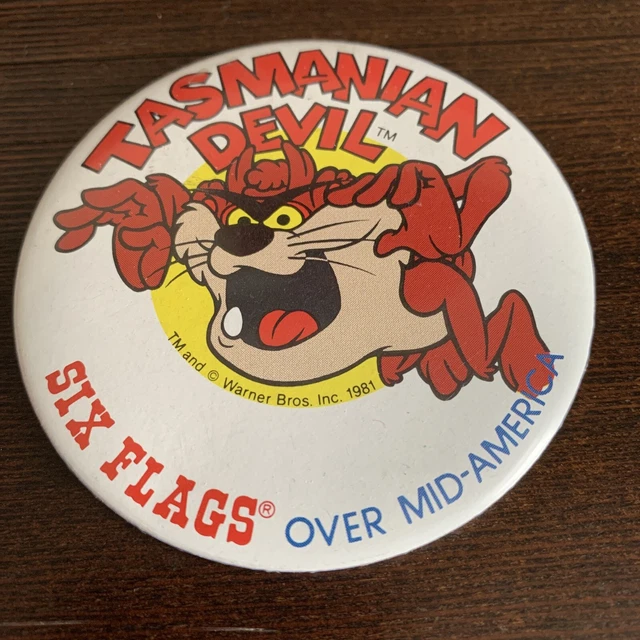 TASMANIAN
DEVIL™
TM and © Warner Bros. Inc. 1981
SIX FLAGS® OVER MID-AMERICA